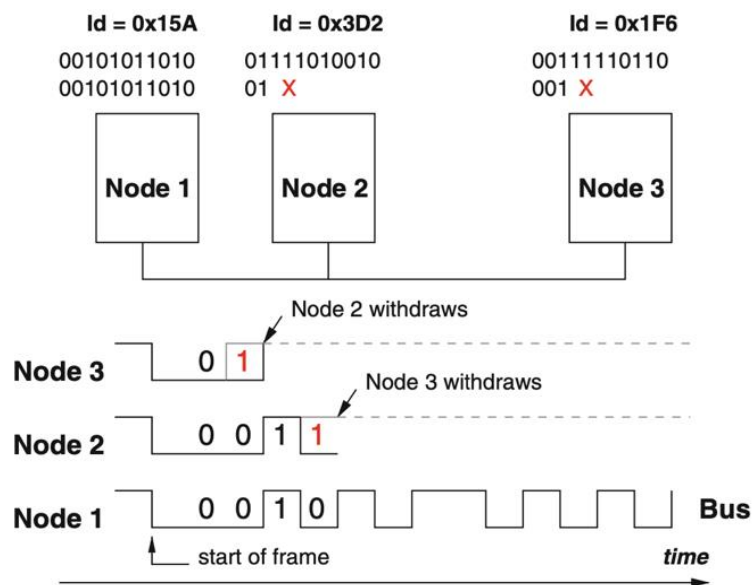 Id = 0x15A
Id = 0x3D2
Id = 0x1F6
00101011010
01111010010
00111110110
00101011010
01 X
001 X
Node 1
Node 2
Node 3
Node 2 withdraws
Node 3
0 1
Node 3 withdraws
Node 2
0 0 1 1
Node 1
0 0 1 0
Bus
start of frame
time